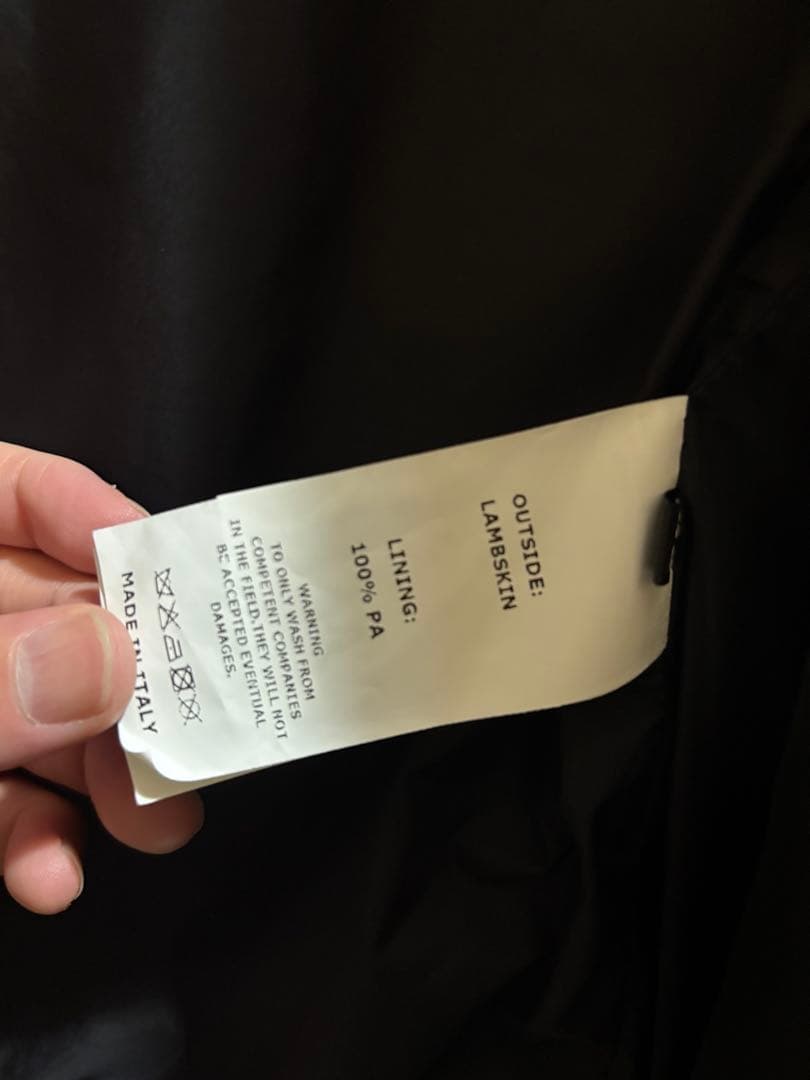 OUTSIDE:
LAMBSKIN
LINING:
100% PA
WARNING
TO ONLY WASH FROM
COMPETENT COMPANIES
IN THE FIELD.THEY WILL NOT
BE ACCEPTED EVENTUAL
DAMAGES.
MADE IN ITALY